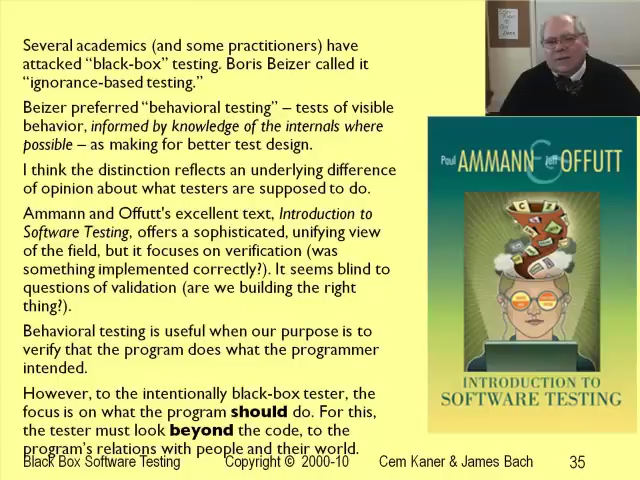 Several academics (and some practitioners) have
attacked “black-box” testing. Boris Beizer called it
“ignorance-based testing.”
Beizer preferred “behavioral testing” – tests of visible
behavior, informed by knowledge of the internals where
possible – as making for better test design.
I think the distinction reflects an underlying difference
of opinion about what testers are supposed to do.
Ammann and Offutt's excellent text, Introduction to
Software Testing, offers a sophisticated, unifying view
of the field, but it focuses on verification (was
something implemented correctly?). It seems blind to
questions of validation (are we building the right
thing?).
Behavioral testing is useful when our purpose is to
verify that the program does what the programmer
intended.
However, to the intentionally black-box tester, the
focus is on what the program should do. For this,
the tester must look beyond the code, to the
program's relations with people and their world.
Paul AMMANN & Jeff OFFUTT
INTRODUCTION TO
SOFTWARE TESTING
Black Box Software Testing Copyright © 2000-10 Cem Kaner & James Bach 35